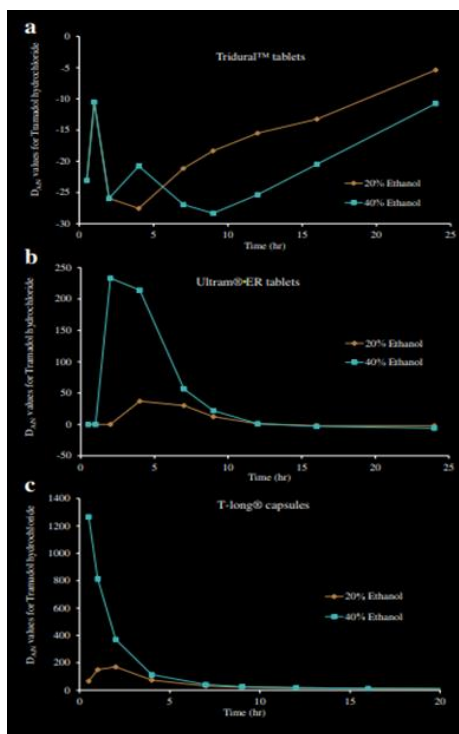 a
Tridural™ tablets
D_AN values for Tramadol hydrochloride
0
-5
-10
-15
-20
-25
-30
20% Ethanol
40% Ethanol
0 5 10 15 20 25
Time (hr)
b
Ultram®ER tablets
D_AN values for Tramadol hydrochloride
250
200
150
100
50
0
-50
20% Ethanol
40% Ethanol
0 5 10 15 20 25
Time (hr)
c
T-long® capsules
D_AN values for Tramadol hydrochloride
1400
1200
1000
800
600
400
200
0
20% Ethanol
40% Ethanol
0 5 10 15 20
Time (hr)